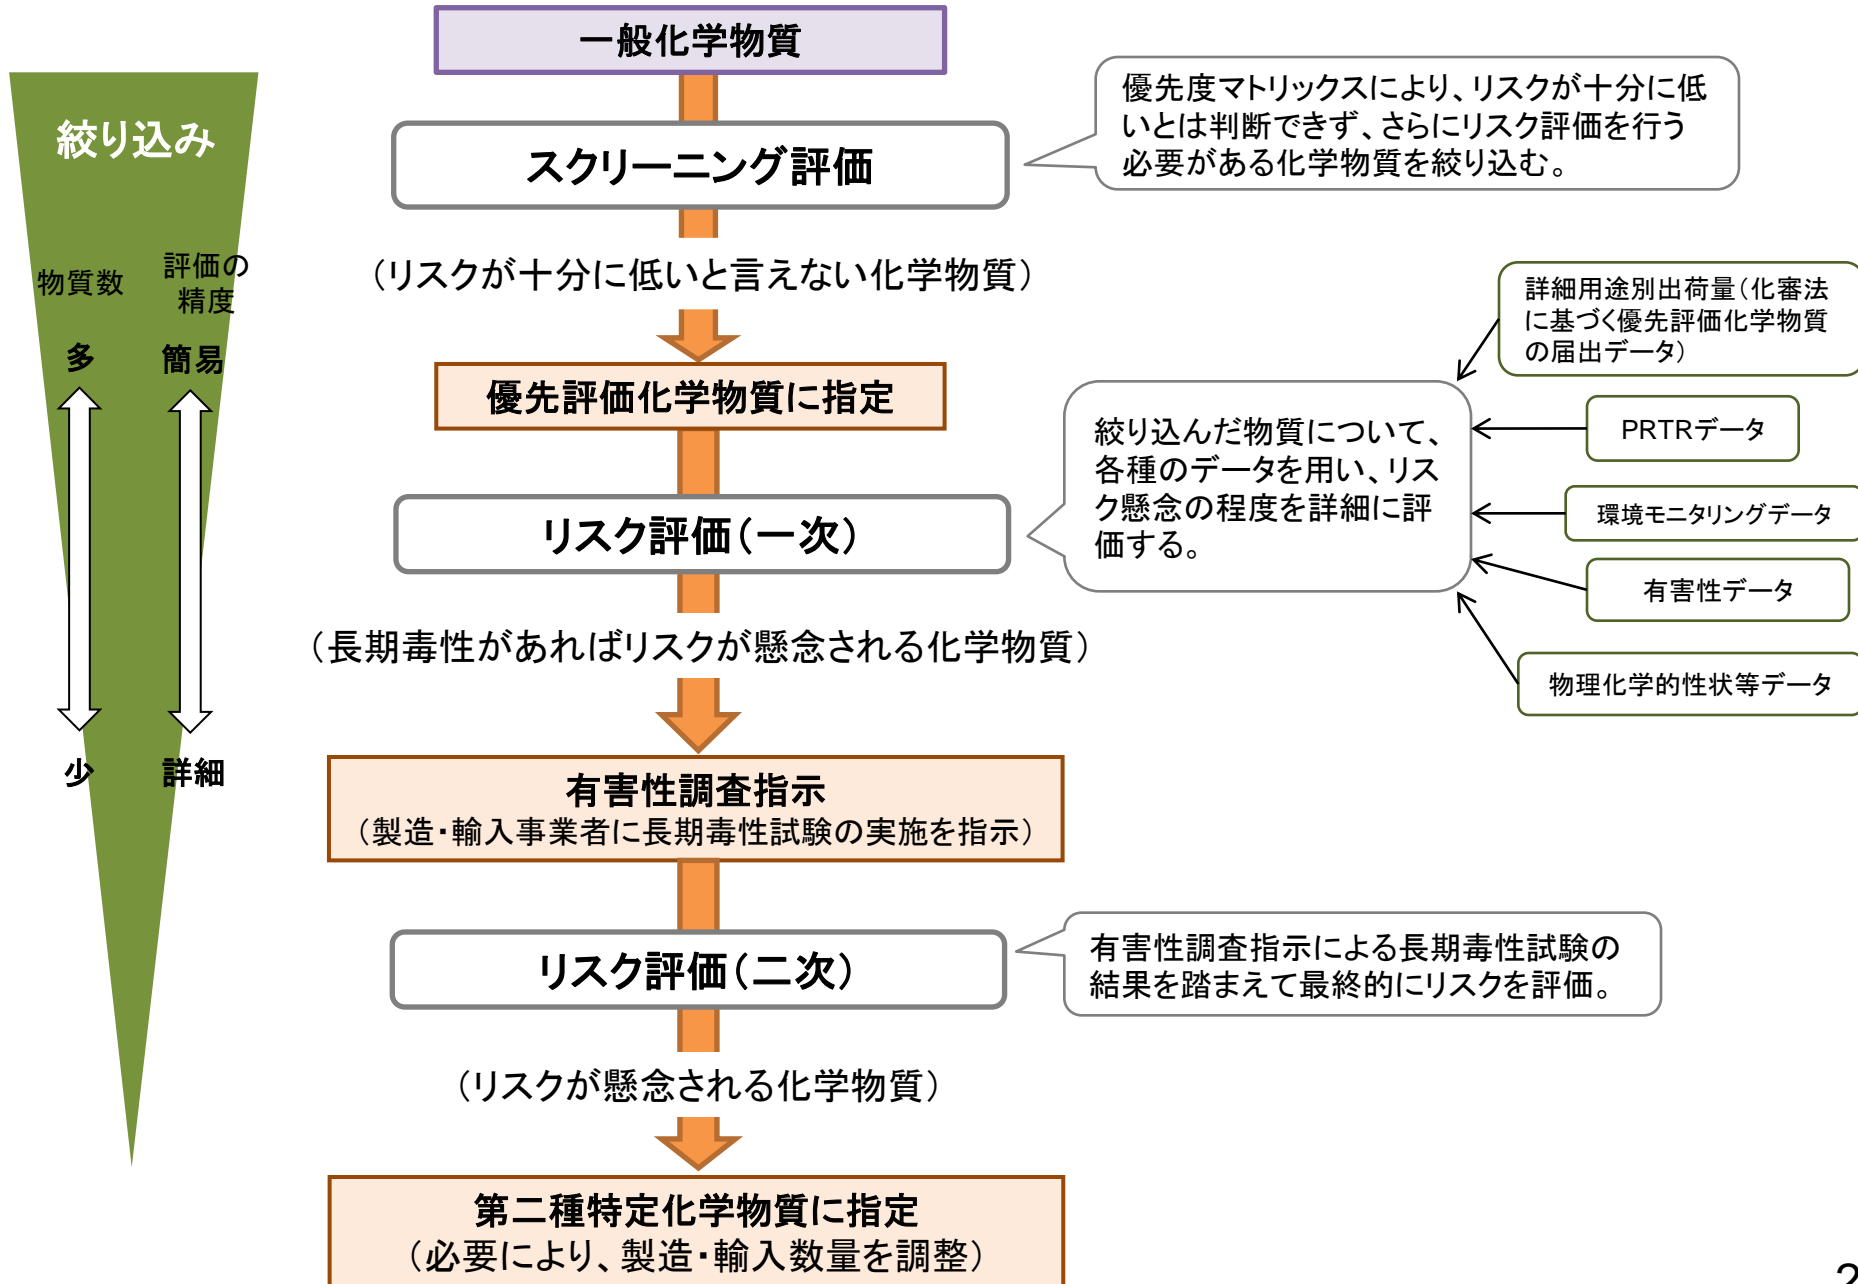 一般化学物質
絞り込み
スクリーニング評価
優先度マトリックスにより、リスクが十分に低
いとは判断できず、さらにリスク評価を行う
必要がある化学物質を絞り込む。
物質数
評価の
精度
（リスクが十分に低いと言えない化学物質）
多
簡易
優先評価化学物質に指定
詳細用途別出荷量（化審法
に基づく優先評価化学物質
の届出データ）
絞り込んだ物質について、
各種のデータを用い、リス
ク懸念の程度を詳細に評
価する。
PRTRデータ
リスク評価（一次）
環境モニタリングデータ
有害性データ
（長期毒性があればリスクが懸念される化学物質）
物理化学的性状等データ
少
詳細
有害性調査指示
（製造・輸入事業者に長期毒性試験の実施を指示）
リスク評価（二次）
有害性調査指示による長期毒性試験の
結果を踏まえて最終的にリスクを評価。
（リスクが懸念される化学物質）
第二種特定化学物質に指定
（必要により、製造・輸入数量を調整）
2